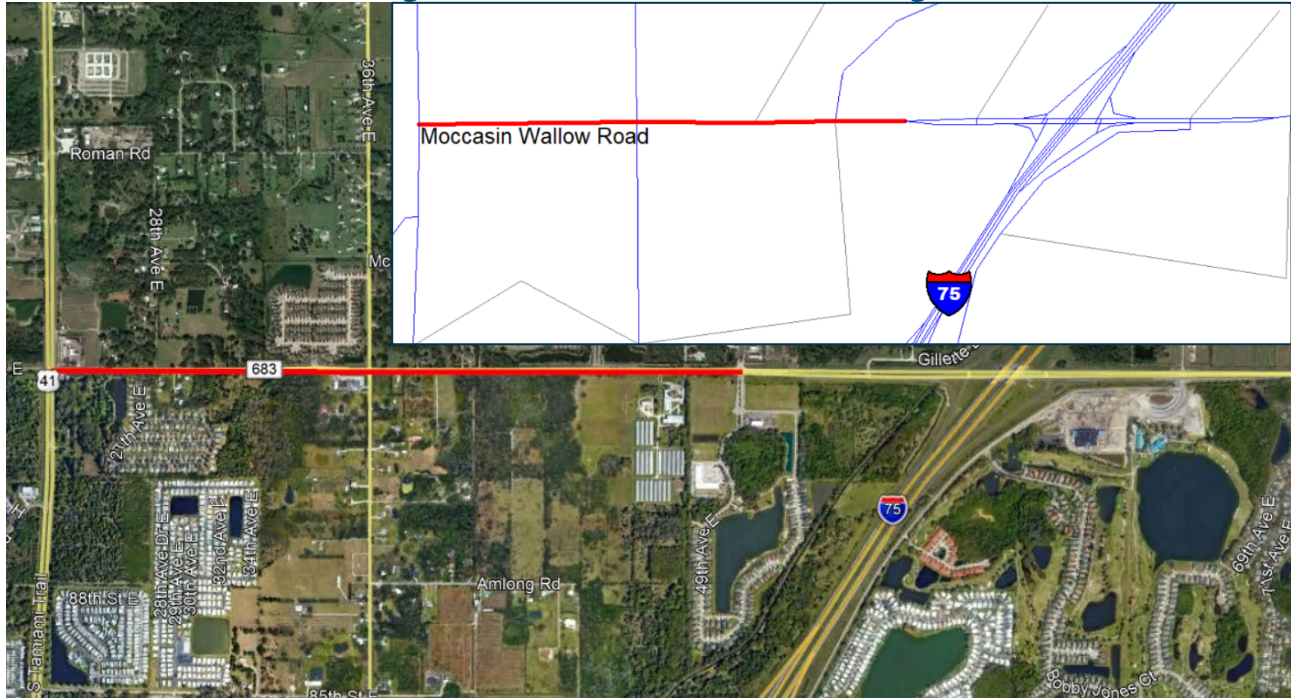 Moccasin Wallow Road
75
36th Ave E
Roman Rd
28th Ave E
Mc
E
41
683
Gillette
75
27th Ave E
28th Ave Dr E
29th Ave E
30th Ave E
32nd Ave E
34th Ave E
49th Ave E
Amlong Rd
69th Ave E
71st Ave E
88th St E
S Tamiami Trail
85th St E
Bobby Jones Ct